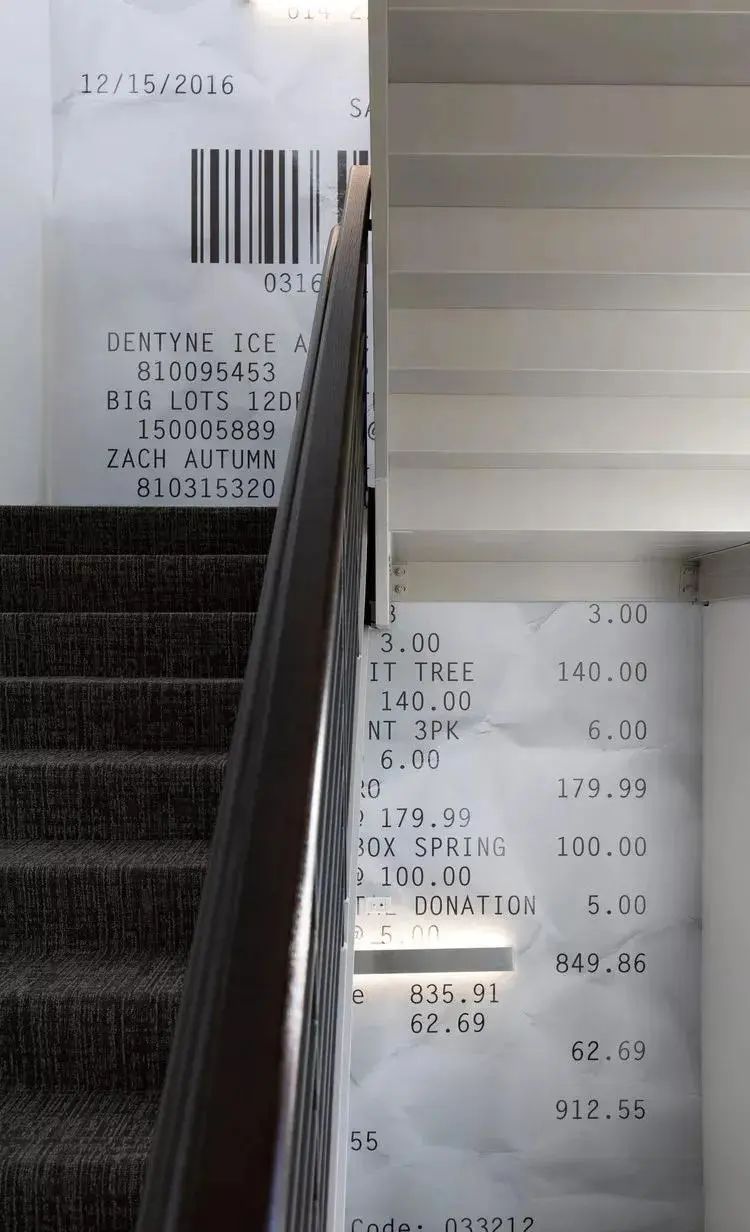 614 2
12/15/2016
SA
0316
DENTYNE ICE A
810095453
BIG LOTS 12D
150005889 @
ZACH AUTUMN
810315320
3.00
3.00
IT TREE 140.00
140.00
NT 3PK 6.00
6.00
RO 179.99
@ 179.99
BOX SPRING 100.00
@ 100.00
DONATION 5.00
@ 5.00
849.86
e 835.91
62.69
62.69
912.55
55
Code: 033212